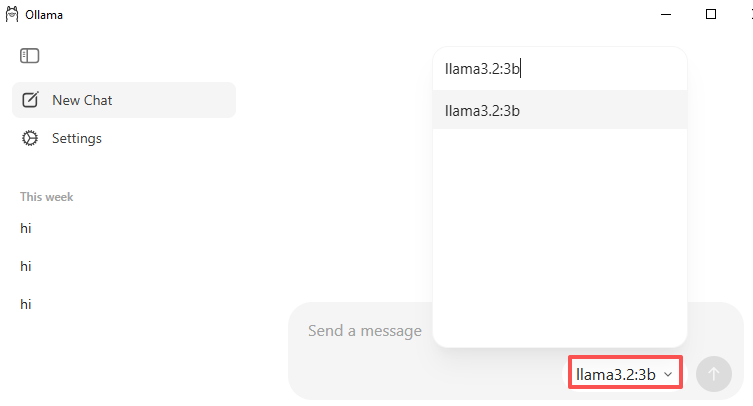 Ollama
New Chat
Settings
This week
hi
hi
hi
llama3.2:3b
llama3.2:3b
Send a message
llama3.2:3b